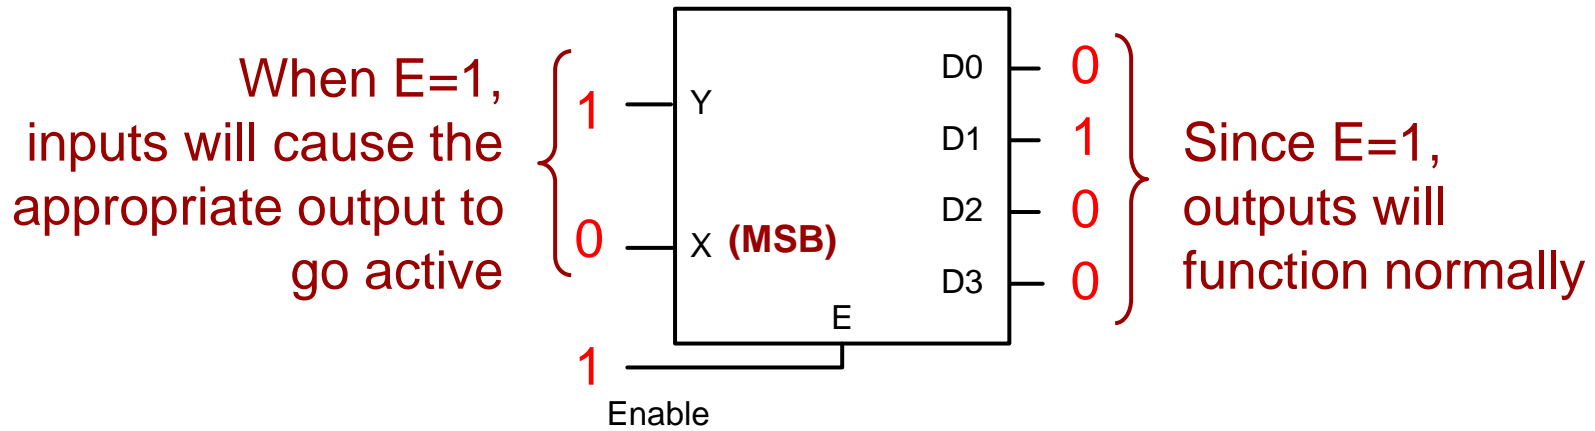 When E=1,
inputs will cause the
appropriate output to
go active
1
0
1
Enable
Y
X (MSB)
E
D0
D1
D2
D3
0
1
0
0
Since E=1,
outputs will
function normally